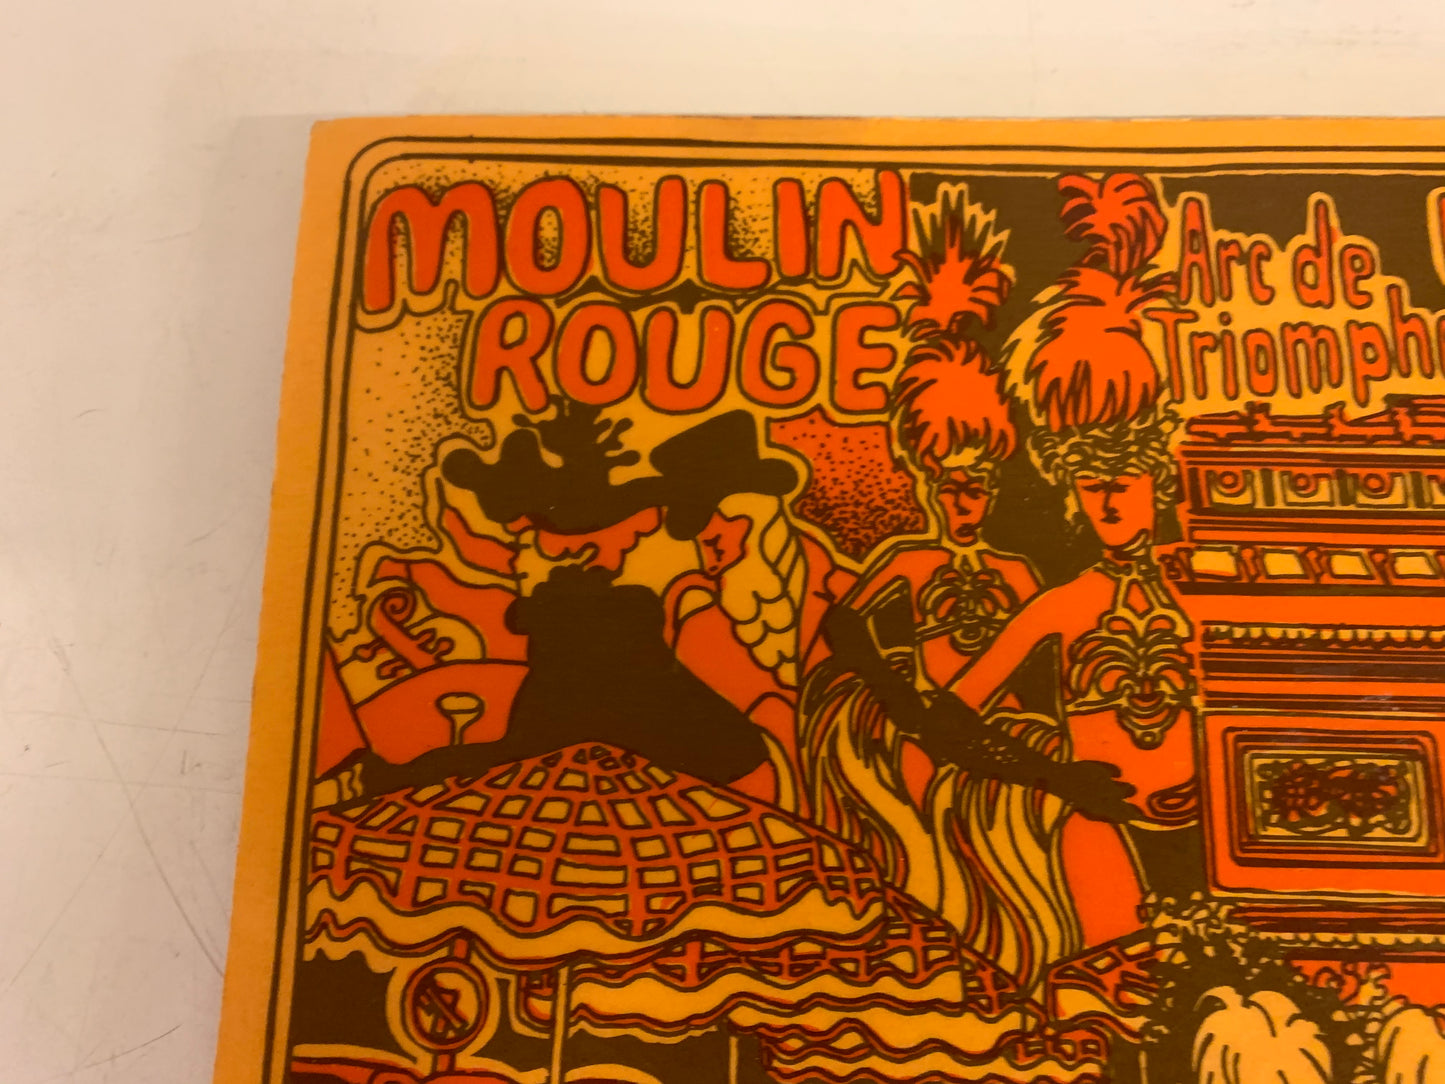 MOULIN
ROUGE
Arc de
Triomphe